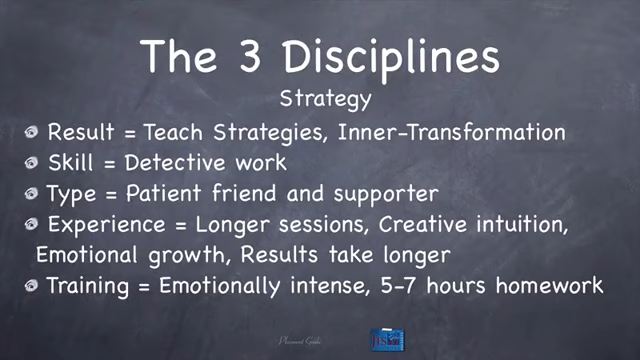 The 3 Disciplines
Strategy
Result = Teach Strategies, Inner-Transformation
Skill = Detective work
Type = Patient friend and supporter
Experience = Longer sessions, Creative intuition,
Emotional growth, Results take longer
Training = Emotionally intense, 5-7 hours homework